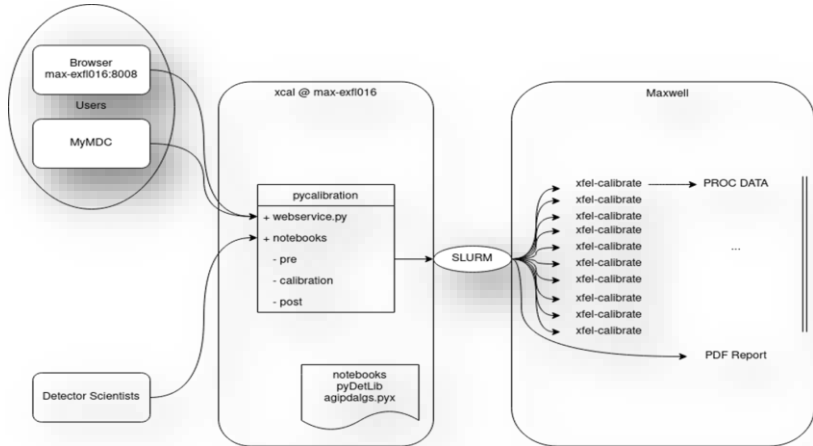 Browser
max-exfl016:8008
Users
MyMDC
Detector Scientists
xcal @ max-exfl016
pycalibration
+ webservice.py
+ notebooks
- pre
- calibration
- post
notebooks
pyDetLib
agipdalgs.pyx
SLURM
Maxwell
xfel-calibrate
PROC DATA
xfel-calibrate
xfel-calibrate
xfel-calibrate
xfel-calibrate
...
xfel-calibrate
xfel-calibrate
xfel-calibrate
xfel-calibrate
xfel-calibrate
PDF Report